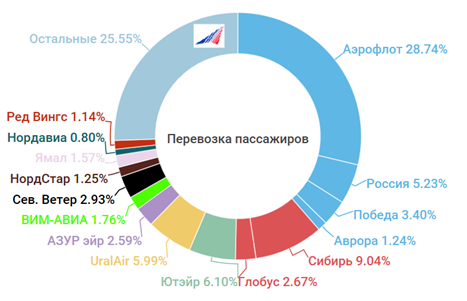 Остальные 25.55%
Аэрофлот 28.74%
Ред Вингс 1.14%
Нордавиа 0.80%
Перевозка пассажиров
Ямал 1.57%
НордСтар 1.25%
Россия 5.23%
Сев. Ветер 2.93%
Победа 3.40%
ВИМ-АВИА 1.76%
АЗУР эйр 2.59%
Аврора 1.24%
UralAir 5.99%
Сибирь 9.04%
Ютэйр 6.10%
Глобус 2.67%